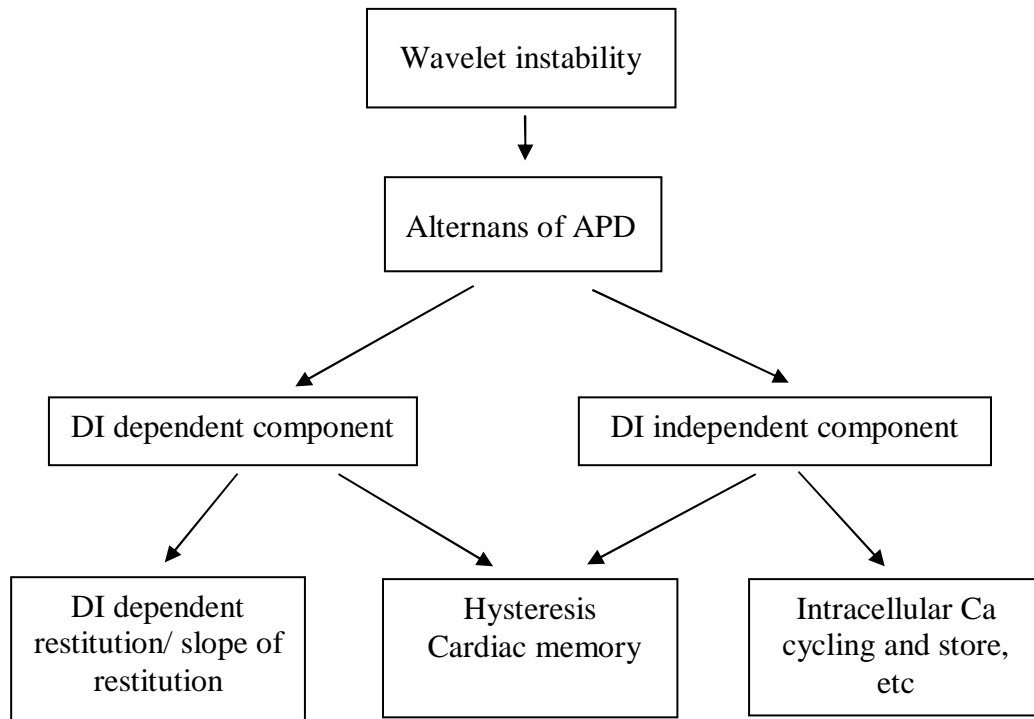 Wavelet instability
Alternans of APD
DI dependent component
DI independent component
DI dependent
restitution/ slope of
restitution
Hysteresis
Cardiac memory
Intracellular Ca
cycling and store,
etc